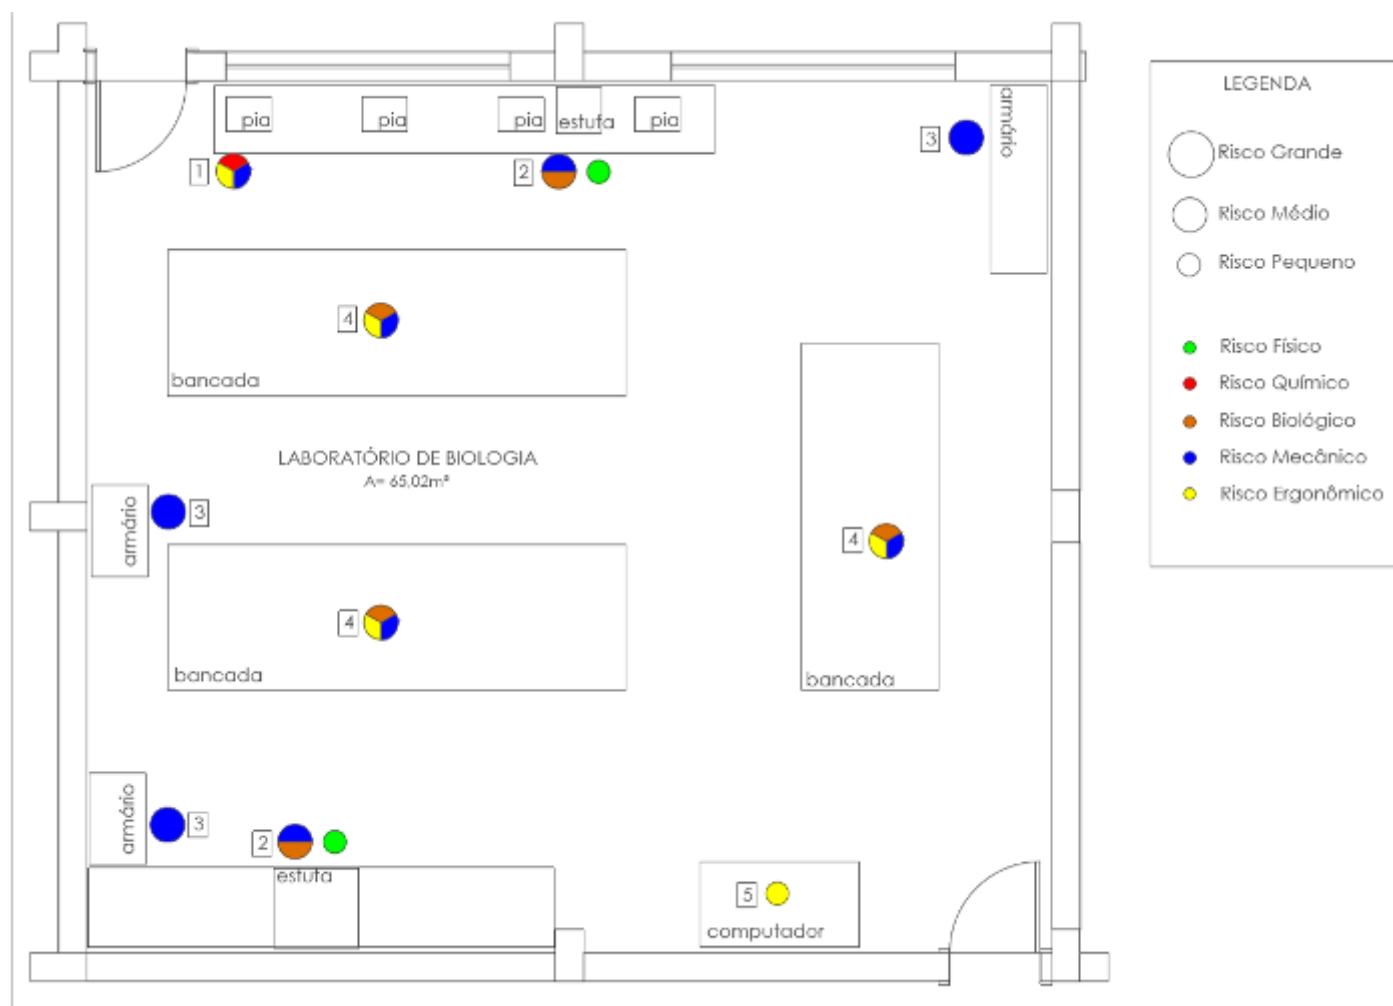 pia
pia
pia
estufa
pia
armário
1
2
3
4
bancada
LABORATÓRIO DE BIOLOGIA
A= 65,02m²
armário
3
4
bancada
4
bancada
armário
3
2
estufa
5
computador
LEGENDA
Risco Grande
Risco Médio
Risco Pequeno
Risco Físico
Risco Químico
Risco Biológico
Risco Mecânico
Risco Ergonômico